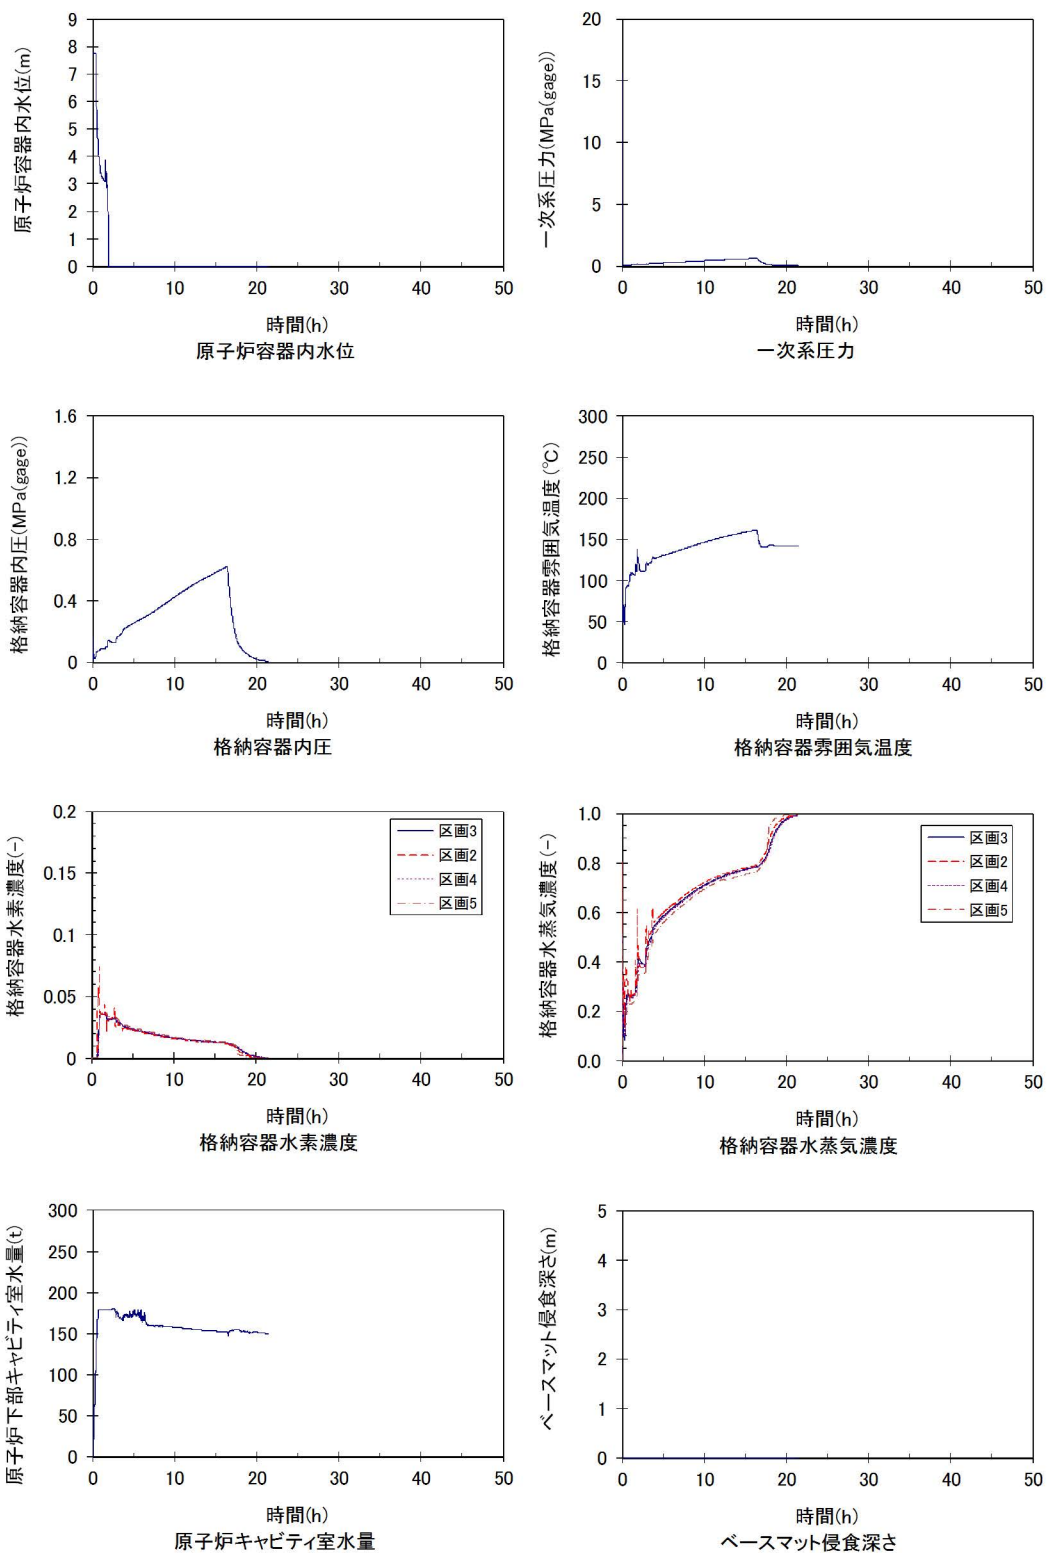 原子炉容器内水位(m)
9
8
7
6
5
4
3
2
1
0
0 10 20 30 40 50
時間(h)
原子炉容器内水位
一次系圧力(MPa(gage))
20
15
10
5
0
0 10 20 30 40 50
時間(h)
一次系圧力
格納容器内圧(MPa(gage))
1.6
1.2
0.8
0.4
0
0 10 20 30 40 50
時間(h)
格納容器内圧
格納容器雰囲気温度(℃)
300
250
200
150
100
50
0
0 10 20 30 40 50
時間(h)
格納容器雰囲気温度
格納容器水素濃度(-)
0.2
0.15
0.1
0.05
0
0 10 20 30 40 50
区画3
区画2
区画4
区画5
時間(h)
格納容器水素濃度
格納容器水蒸気濃度(-)
1.0
0.8
0.6
0.4
0.2
0.0
0 10 20 30 40 50
区画3
区画2
区画4
区画5
時間(h)
格納容器水蒸気濃度
原子炉下部キャビティ室水量(t)
300
250
200
150
100
50
0
0 10 20 30 40 50
時間(h)
原子炉キャビティ室水量
ベースマット侵食深さ(m)
5
4
3
2
1
0
0 10 20 30 40 50
時間(h)
ベースマット侵食深さ